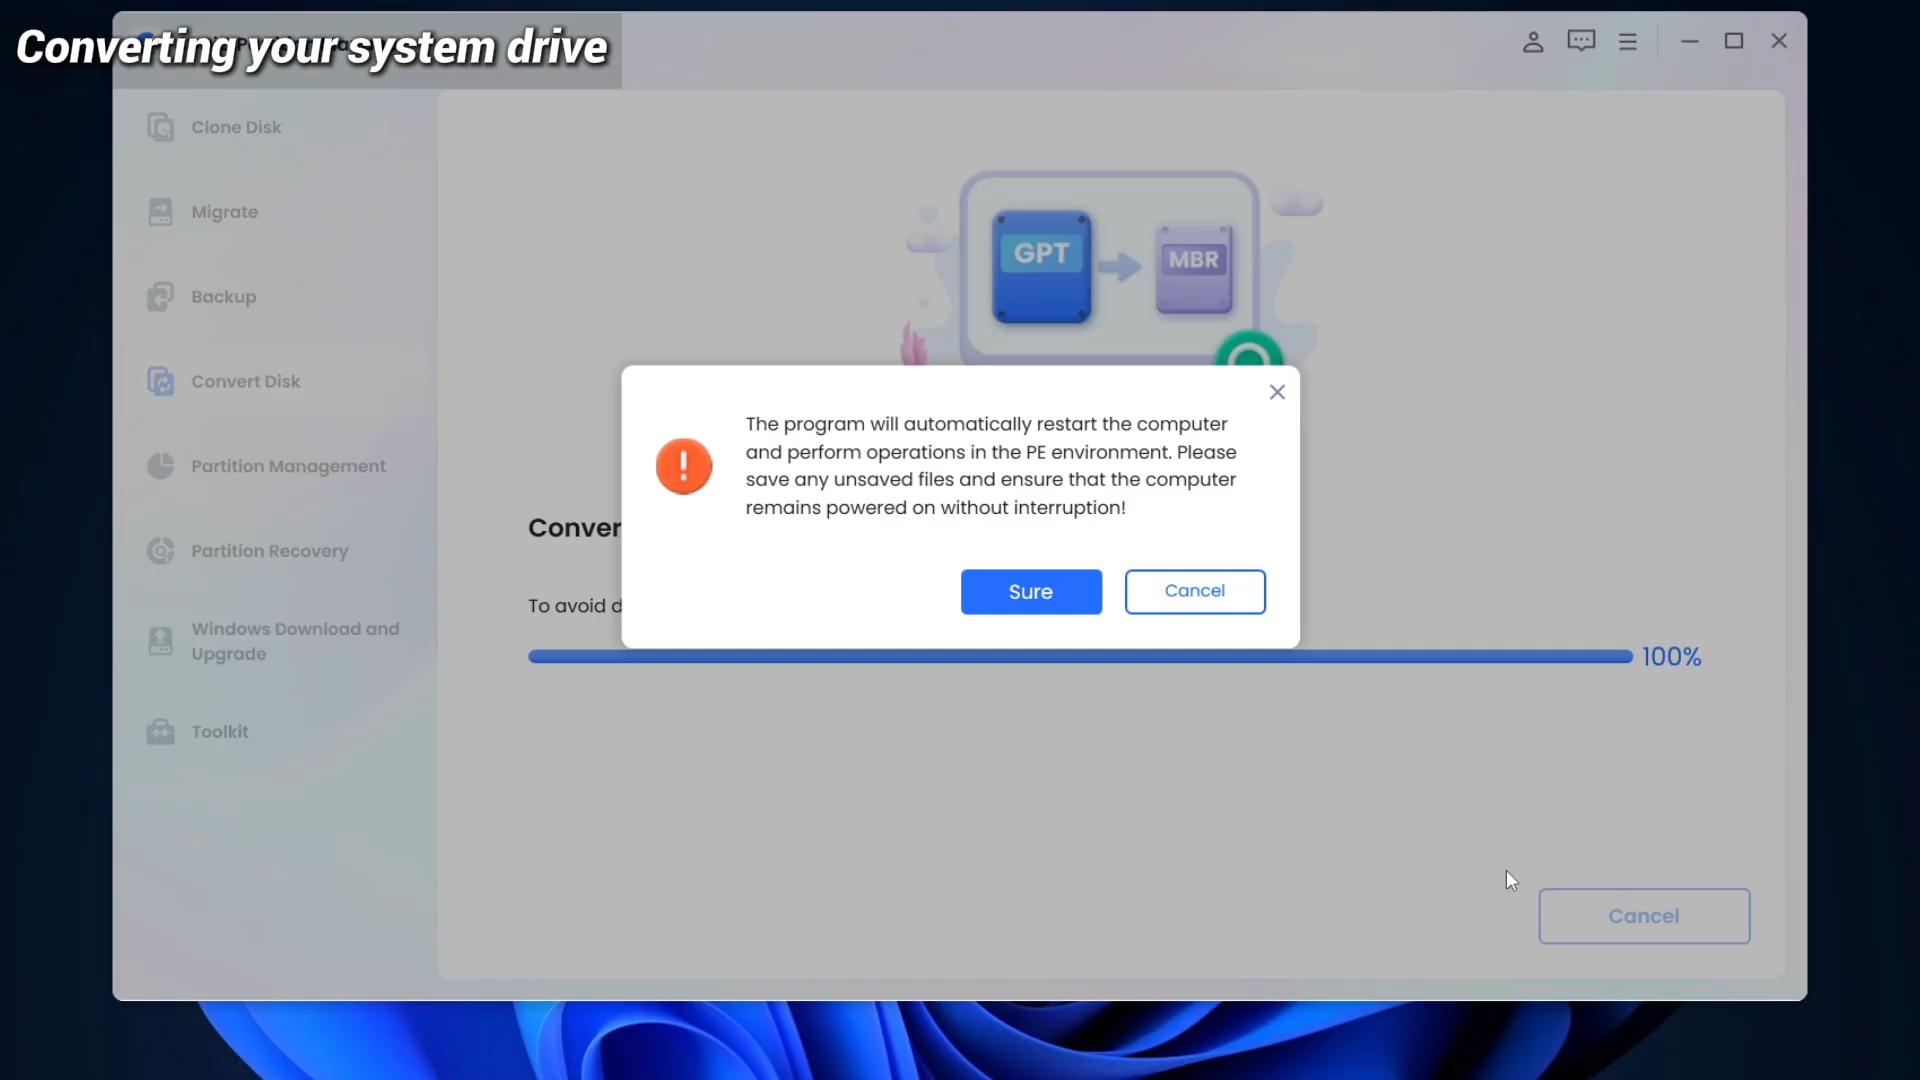 Converting your system drive
Clone Disk
Migrate
Backup
Convert Disk
Partition Management
Partition Recovery
Windows Download and
Upgrade
Toolkit
GPT
MBR
The program will automatically restart the computer
and perform operations in the PE environment. Please
save any unsaved files and ensure that the computer
remains powered on without interruption!
Sure
Cancel
Conver
To avoid d
100%
Cancel